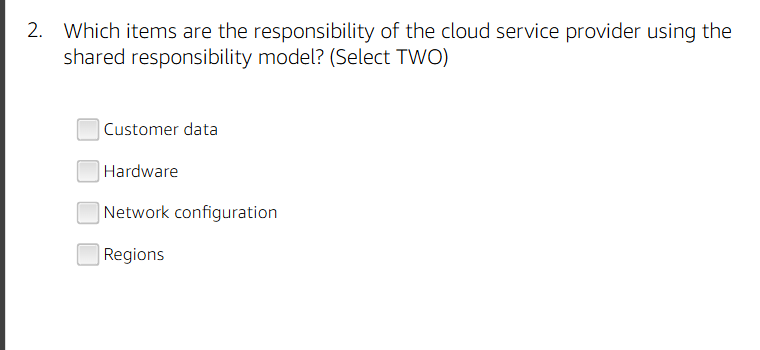 2. Which items are the responsibility of the cloud service provider using the
shared responsibility model? (Select TWO)
Customer data
Hardware
Network configuration
Regions